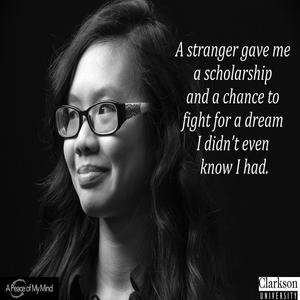 A stranger gave me
a scholarship
and a chance to
fight for a dream
I didn't even
know I had.
A Peace of My Mind
Clarkson
UNIVERSITY